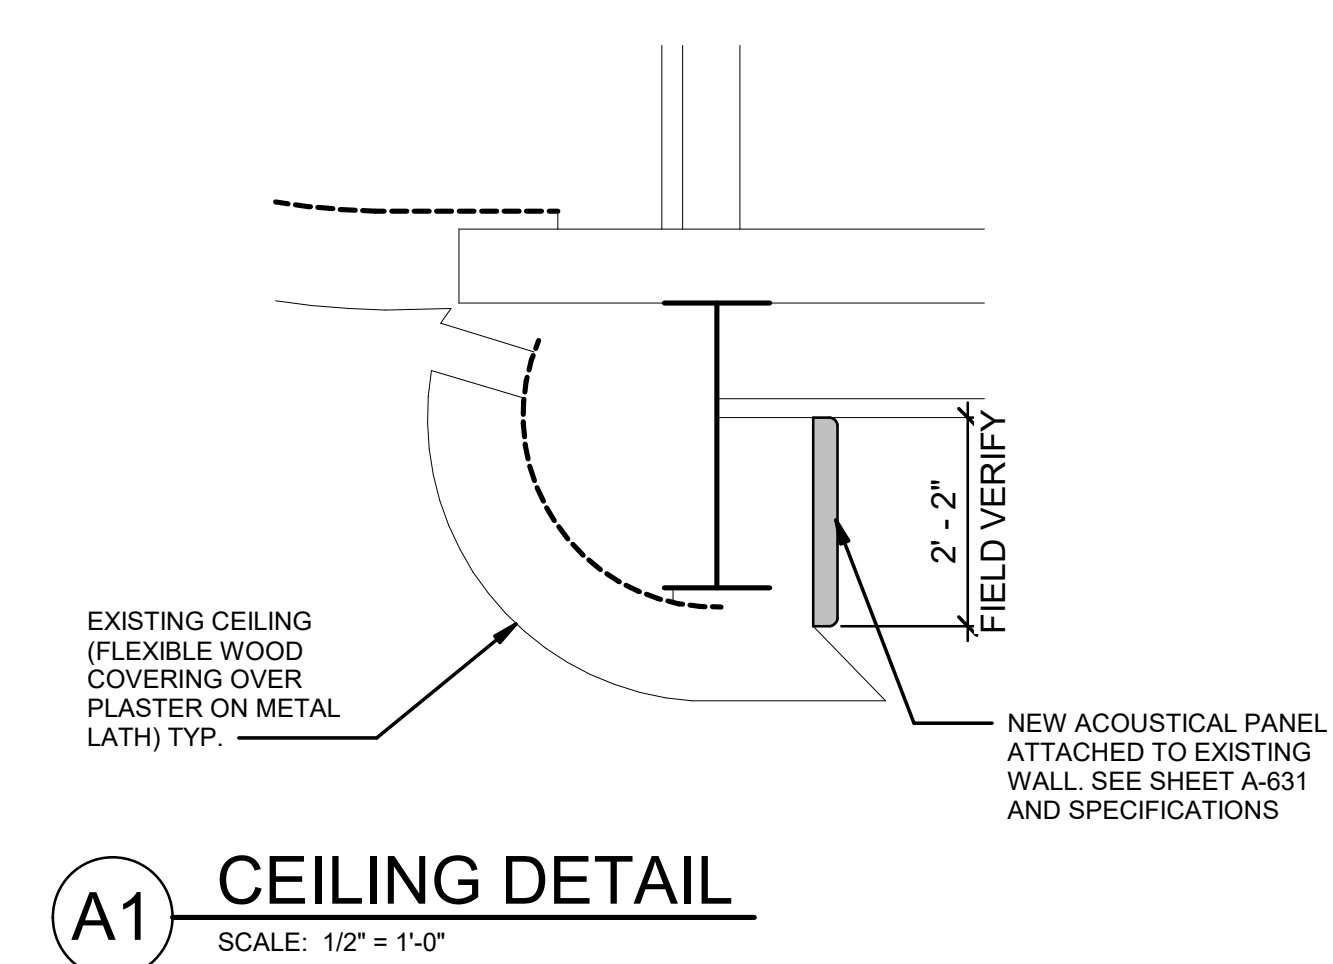 2' - 2"
FIELD VERIFY
EXISTING CEILING
(FLEXIBLE WOOD
COVERING OVER
PLASTER ON METAL
LATH) TYP.
NEW ACOUSTICAL PANEL
ATTACHED TO EXISTING
WALL. SEE SHEET A-631
AND SPECIFICATIONS
A1
CEILING DETAIL
SCALE: 1/2" = 1'-0"